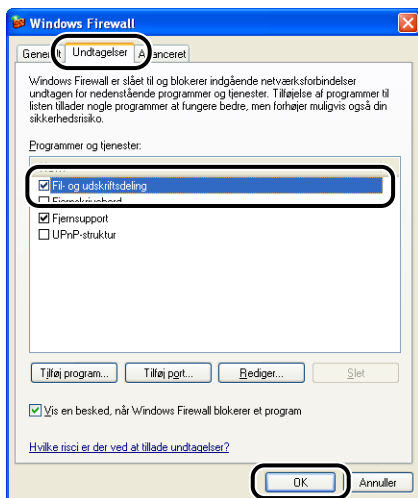 Windows Firewall
Undtagelser
Windows Firewall er slået til og blokerer indgående netværksforbindelser
undtagen for nedenstående programmer og tjenester. Tilføjelse af programmer til
listen tillader nogle programmer at fungere bedre, men forhøjer muligvis også din
sikkerhedsrisiko.
Programmer og tjenester:
Fil- og udskriftsdeling
Fjernskrivebord
Fjernsupport
UPnP-struktur
Tilføj program... Tilføj port... Rediger... Slet
Vis en besked, når Windows Firewall blokerer et program
Hvilke risci er der ved at tillade undtagelser?
OK Annuller